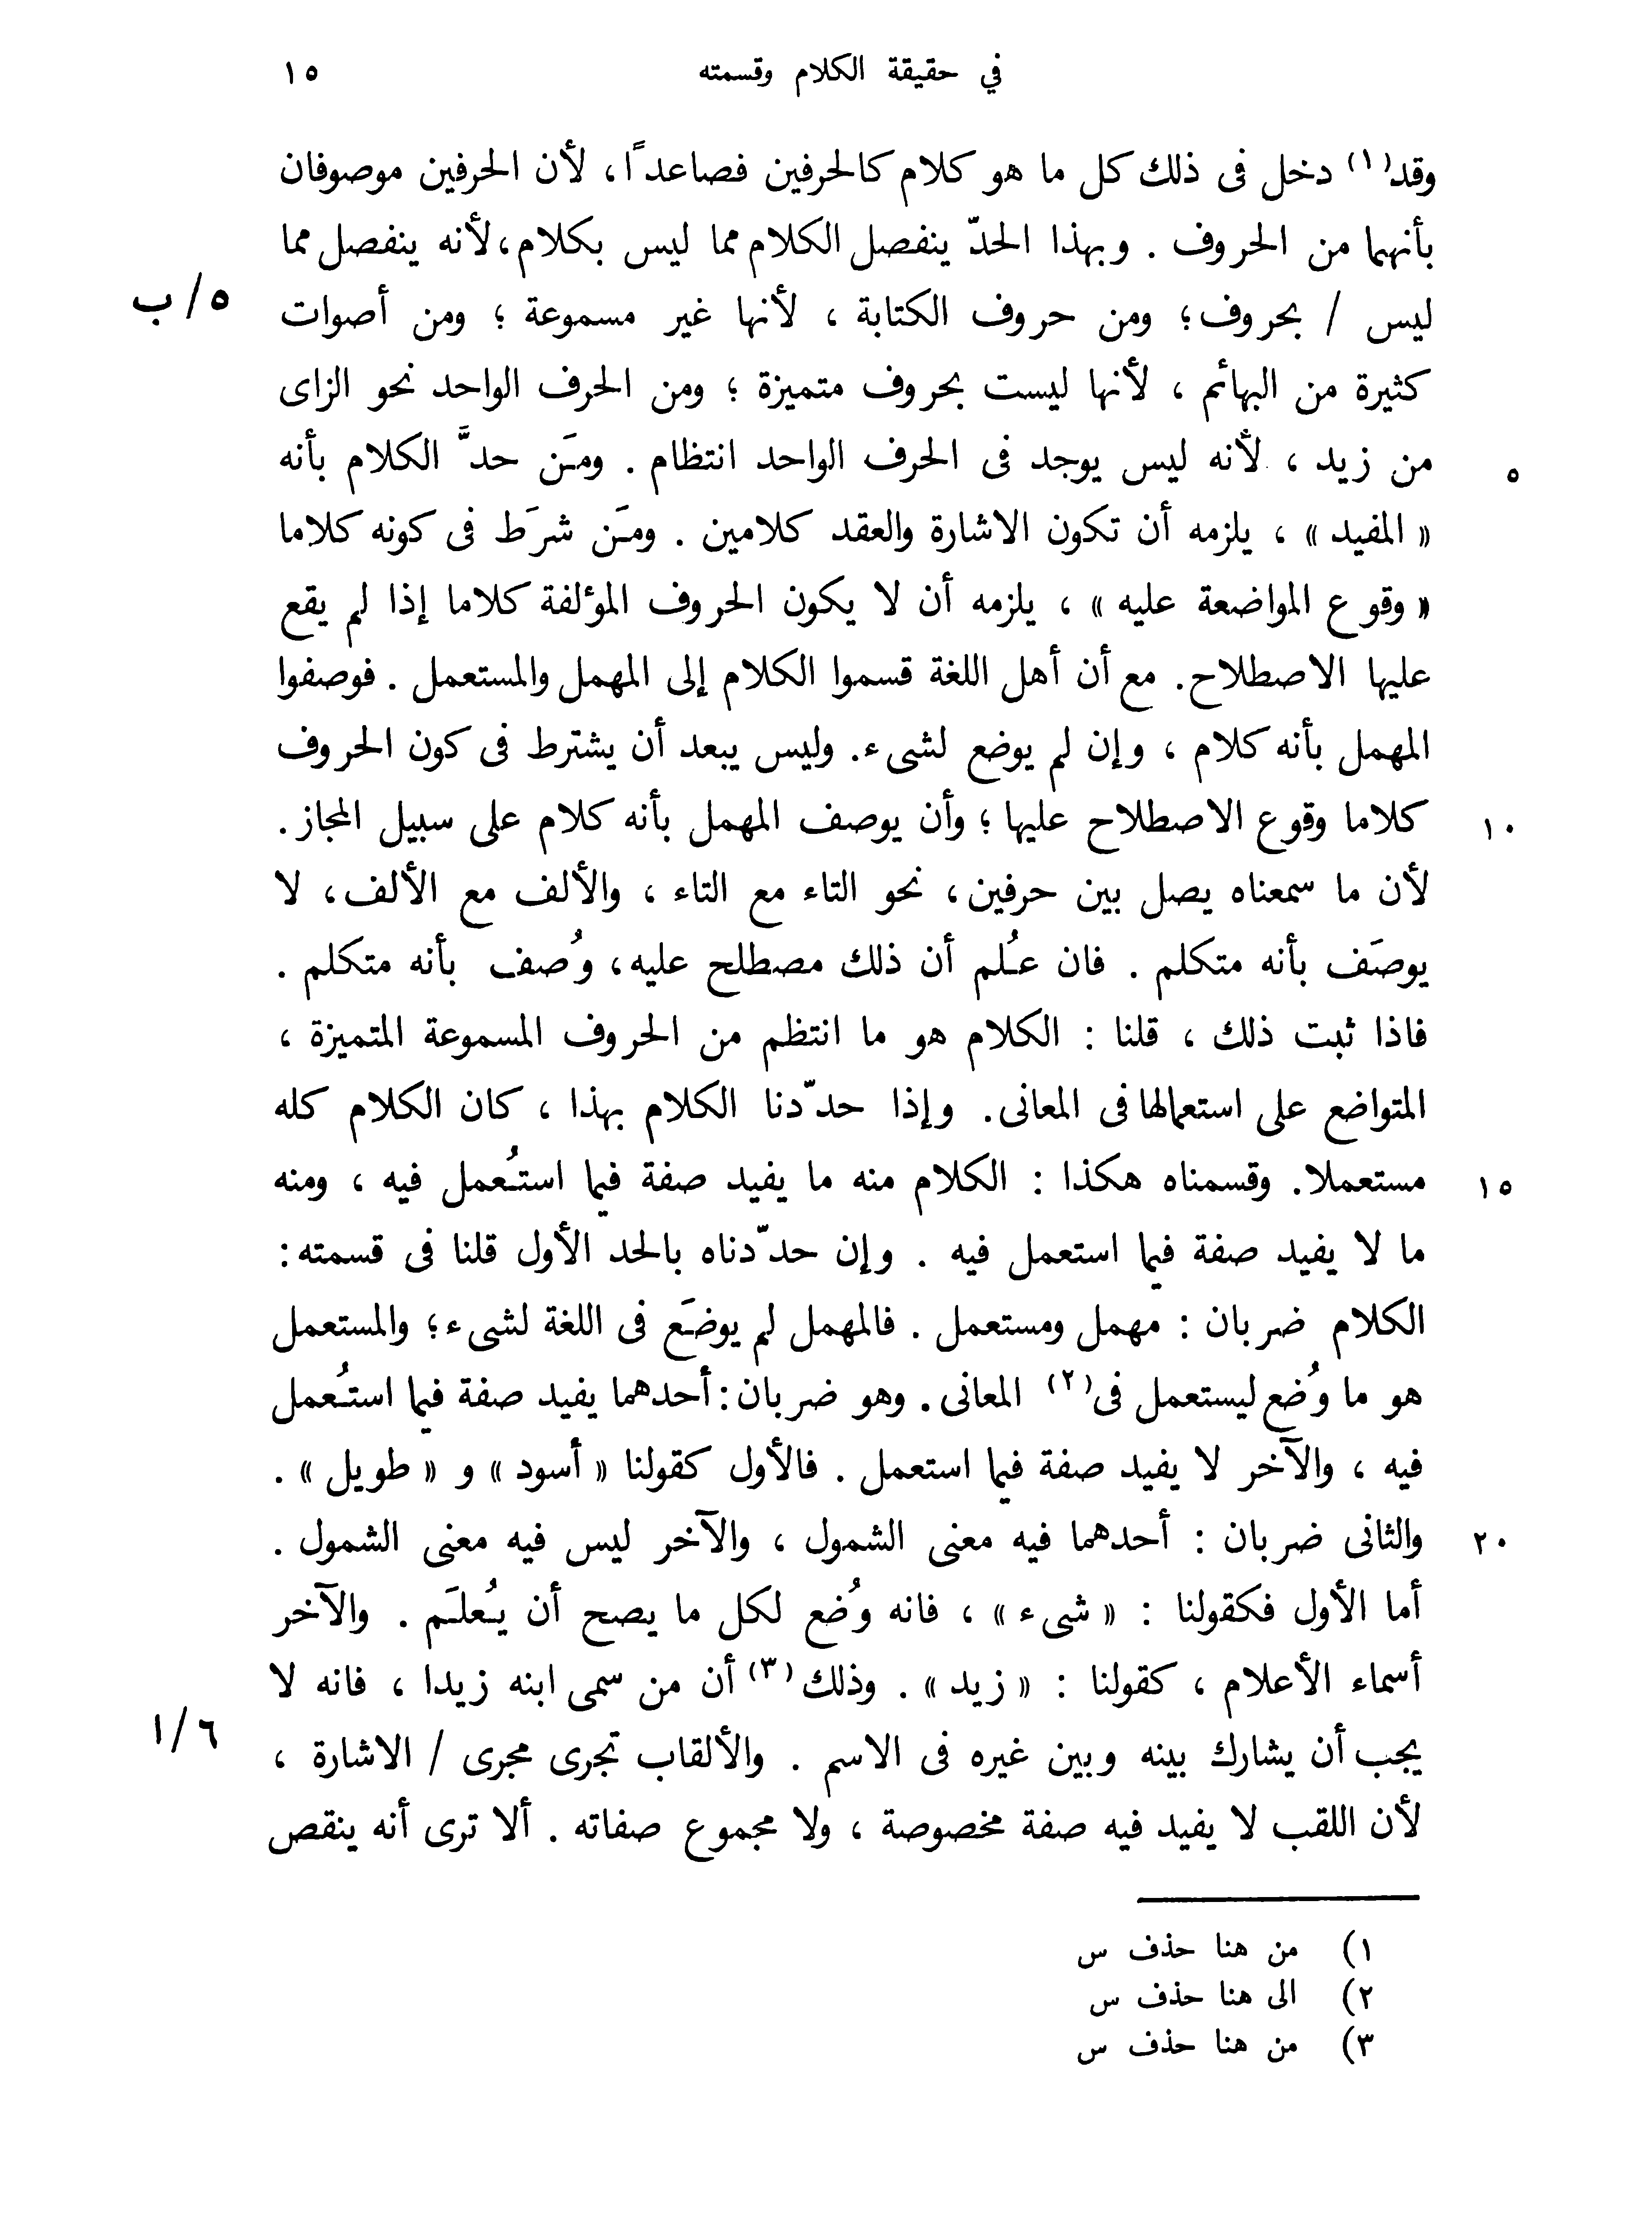 في حقيقة الكلام وقسمته ١٥
وقد(١) دخل فى ذلك كل ما هو كلام كالحرفين فصاعدًا، لأن الحرفين موصوفان
بأنهما من الحروف . وبهذا الحدّ ينفصل الكلام مما ليس بكلام، لأنه ينفصل مما
ليس / بحروف؛ ومن حروف الكتابة ، لأنها غير مسموعة ؛ ومن أصوات ٥/ب
كثيرة من البهائم ، لأنها ليست بحروف متميزة ؛ ومن الحرف الواحد نحو الزاى
من زيد ، لأنه ليس يوجد فى الحرف الواحد انتظام . ومَن حدَّ الكلام بأنه ٥
« المفيد » ، يلزمه أن تكون الاشارة والعقد كلامين . ومَن شرَط فى كونه كلاما
« وقوع المواضعة عليه » ، يلزمه أن لا يكون الحروف المؤلفة كلاما إذا لم يقع
عليها الاصطلاح. مع أن أهل اللغة قسموا الكلام إلى المهمل والمستعمل . فوصفوا
المهمل بأنه كلام ، وإن لم يوضع لشىء. وليس يبعد أن يشترط فى كون الحروف
كلاما وقوع الاصطلاح عليها ؛ وأن يوصف المهمل بأنه كلام على سبيل المجاز. ١٠
لأن ما سمعناه يصل بين حرفين، نحو التاء مع التاء ، والألف مع الألف، لا
يوصَف بأنه متكلم . فان عُلم أن ذلك مصطلح عليه، وُصف بأنه متكلم .
فاذا ثبت ذلك ، قلنا : الكلام هو ما انتظم من الحروف المسموعة المتميزة ،
المتواضع على استعمالها فى المعانى. وإذا حدّدنا الكلام بهذا ، كان الكلام كله
مستعملا. وقسمناه هكذا : الكلام منه ما يفيد صفة فيما استُعمل فيه ، ومنه ١٥
ما لا يفيد صفة فيما استعمل فيه . وإن حدّدناه بالحد الأول قلنا فى قسمته:
الكلام ضربان : مهمل ومستعمل . فالمهمل لم يوضَع فى اللغة لشىء؛ والمستعمل
هو ما وُضع ليستعمل فى(٢) المعانى. وهو ضربان: أحدهما يفيد صفة فيما استُعمل
فيه ، والآخر لا يفيد صفة فيما استعمل . فالأول كقولنا « أسود » و « طويل » .
والثانى ضربان : أحدهما فيه معنى الشمول ، والآخر ليس فيه معنى الشمول . ٢٠
أما الأول فكقولنا : « شىء » ، فانه وُضع لكل ما يصح أن يُعلَم . والآخر
أسماء الأعلام ، كقولنا : « زيد » . وذلك(٣) أن من سمى ابنه زيدا ، فانه لا
يجب أن يشارك بينه وبين غيره فى الاسم . والألقاب تجرى مجرى / الاشارة ، ٦/ا
لأن اللقب لا يفيد فيه صفة مخصوصة ، ولا مجموع صفاته . ألا ترى أنه ينقص
١) من هنا حذف س
٢) الى هنا حذف س
٣) من هنا حذف س